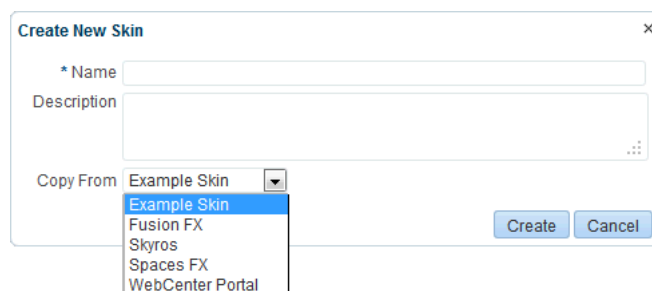 Create New Skin ×
* Name
Description
Copy From Example Skin
Example Skin
Fusion FX
Skyros
Spaces FX
WebCenter Portal
Create Cancel